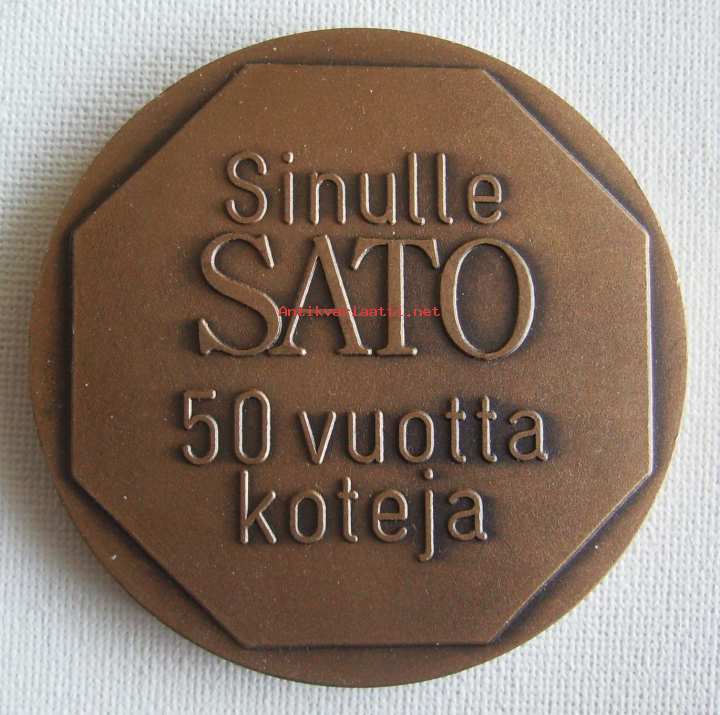 Sinulle
SATO
Antikvariaatti.net
50 vuotta
koteja